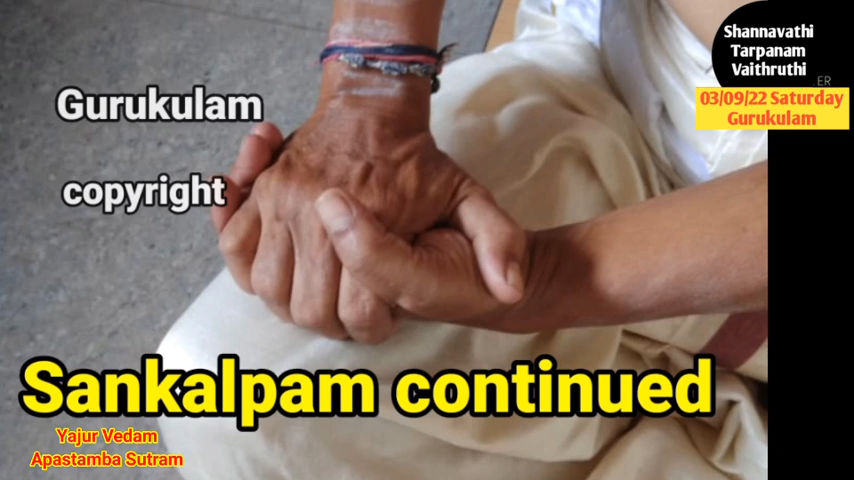 Shannavathi
Tarpanam
Vaithruthi
ER
03/09/22 Saturday
Gurukulam
Gurukulam
copyright
Sankalpam continued
Yajur Vedam
Apastamba Sutram